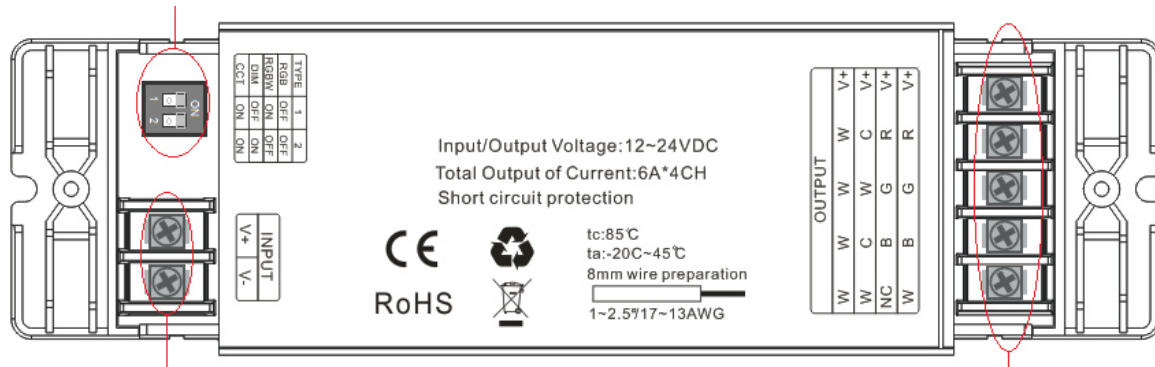 ON
1 2
TYPE 1 2
RGB OFF OFF
RGBW ON OFF
DIM OFF ON
CCT ON ON
INPUT
V+ V-
Input/Output Voltage:12~24VDC
Total Output of Current:6A*4CH
Short circuit protection
CE
RoHS
tc:85℃
ta:-20C~45℃
8mm wire preparation
1~2.5㎟/17~13AWG
OUTPUT
W W W W V+
W C W C V+
NC B G R V+
W B G R V+